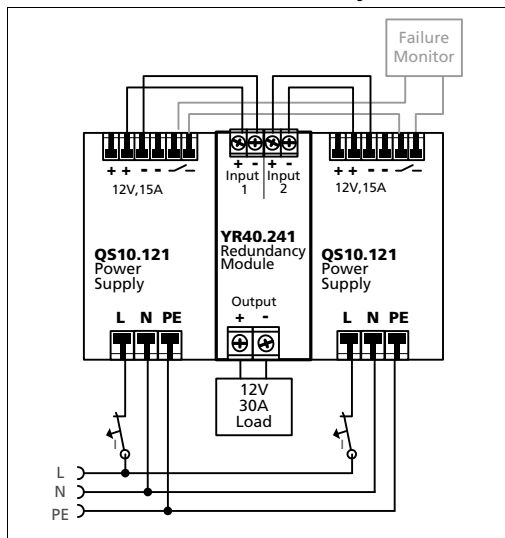 Failure
Monitor
+ + - -
12V,15A
+ - + -
Input Input
1 2
+ + - -
12V,15A
QS10.121
Power
Supply
YR40.241
Redundancy
Module
QS10.121
Power
Supply
Output
+ -
L N PE
L N PE
12V
30A
Load
I
I
L
N
PE